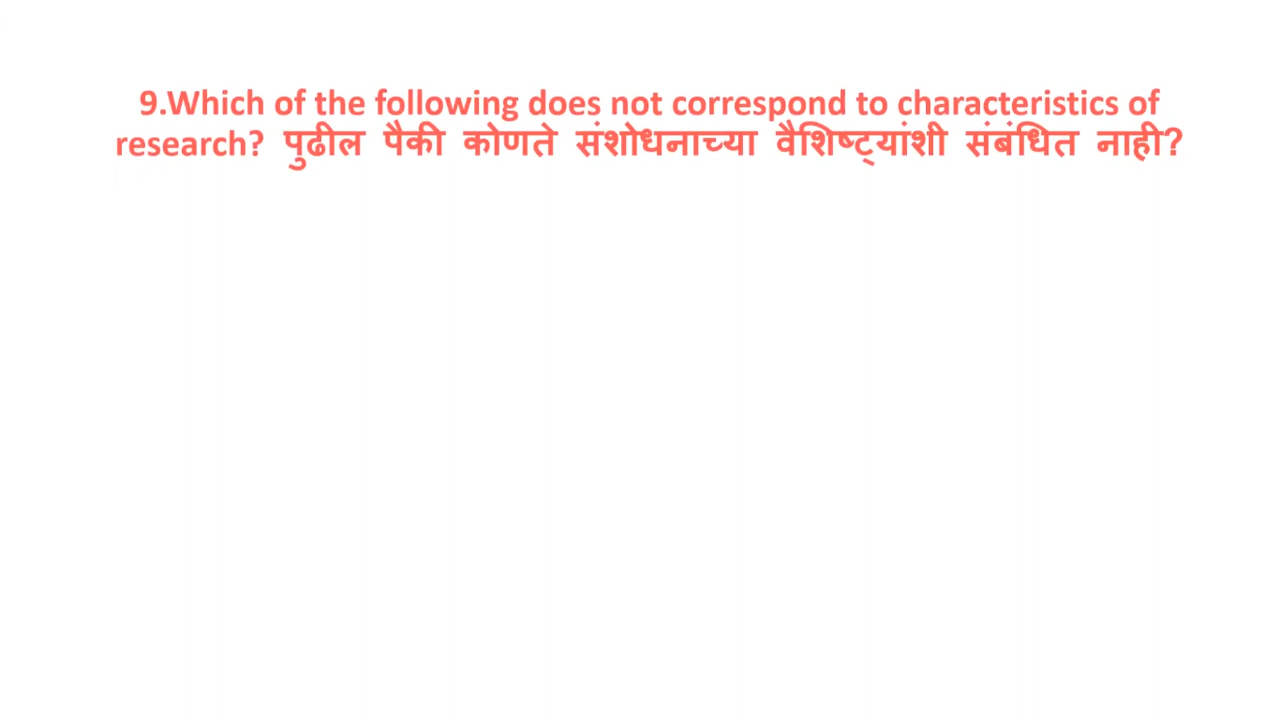 9.Which of the following does not correspond to characteristics of
research? पुढील पैकी कोणते संशोधनाच्या वैशिष्ट्यांशी संबंधित नाही?